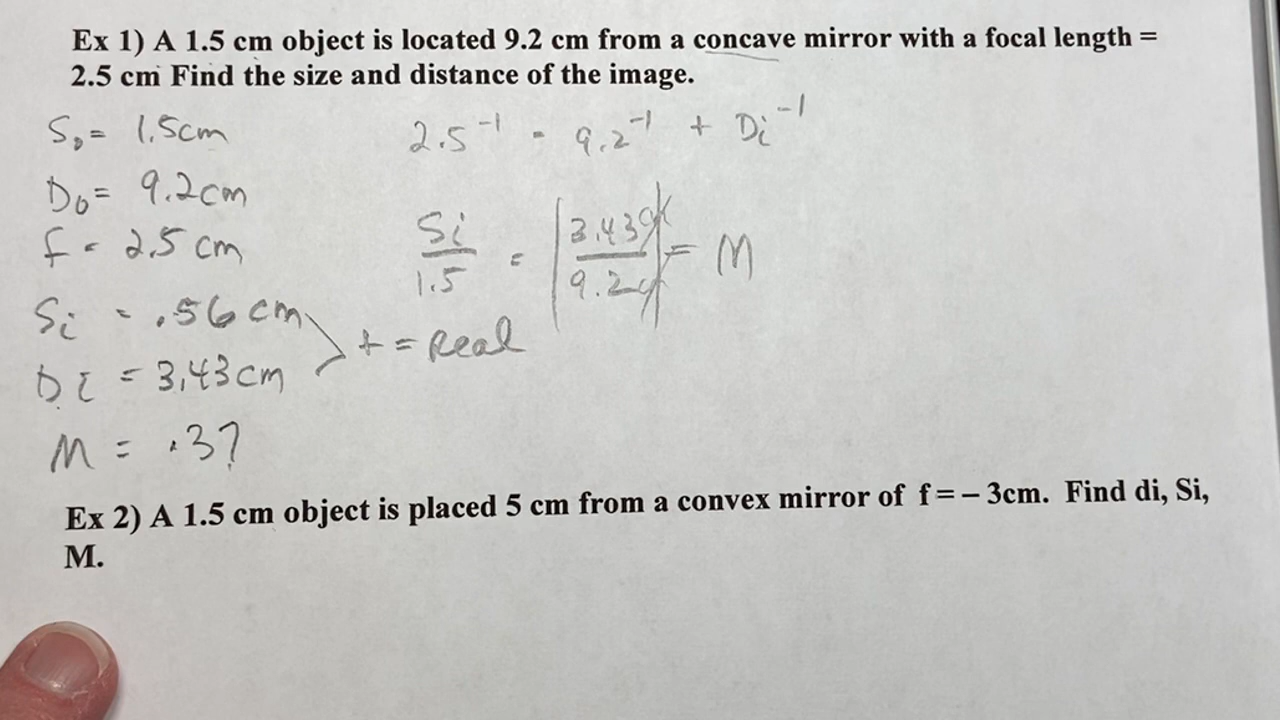 Ex 1) A 1.5 cm object is located 9.2 cm from a concave mirror with a focal length =
2.5 cm Find the size and distance of the image.
So = 1.5cm
2.5⁻¹ = 9.2⁻¹ + Di⁻¹
Do = 9.2cm
f = 2.5 cm
Si/1.5 = |3.43/9.2| = M
Si = .56 cm
Di = 3.43cm
+ = Real
M = .37
Ex 2) A 1.5 cm object is placed 5 cm from a convex mirror of f = – 3cm. Find di, Si,
M.